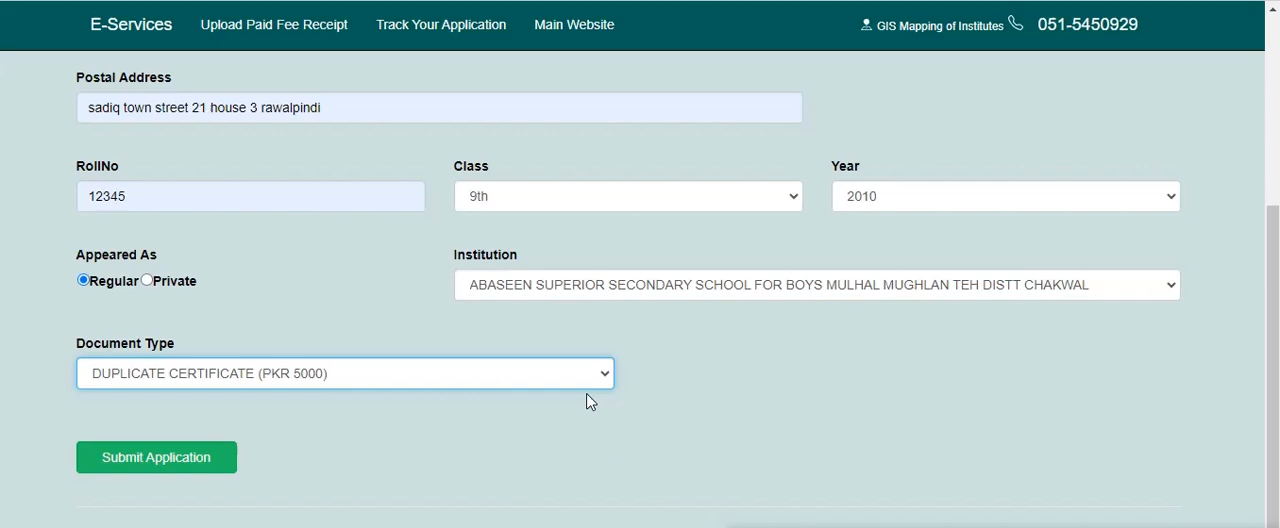 E-Services Upload Paid Fee Receipt Track Your Application Main Website GIS Mapping of Institutes 051-5450929
Postal Address
sadiq town street 21 house 3 rawalpindi
RollNo Class Year
12345 9th 2010
Appeared As Institution
Regular Private
ABASEEN SUPERIOR SECONDARY SCHOOL FOR BOYS MULHAL MUGHLAN TEH DISTT CHAKWAL
Document Type
DUPLICATE CERTIFICATE (PKR 5000)
Submit Application